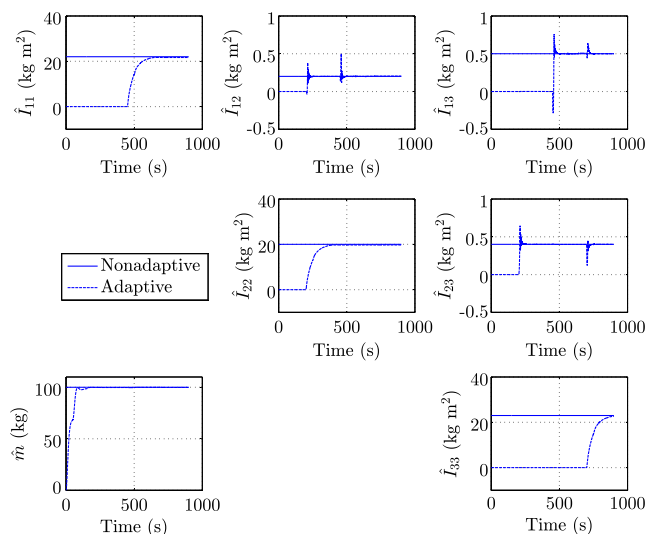 40
20
0
Î11 (kg m²)
0
500
1000
Time (s)
1
0.5
0
-0.5
Î12 (kg m²)
0
500
1000
Time (s)
1
0.5
0
-0.5
Î13 (kg m²)
0
500
1000
Time (s)
Nonadaptive
Adaptive
40
20
0
Î22 (kg m²)
0
500
1000
Time (s)
1
0.5
0
-0.5
Î23 (kg m²)
0
500
1000
Time (s)
100
50
0
m̂ (kg)
0
500
1000
Time (s)
40
20
0
Î33 (kg m²)
0
500
1000
Time (s)